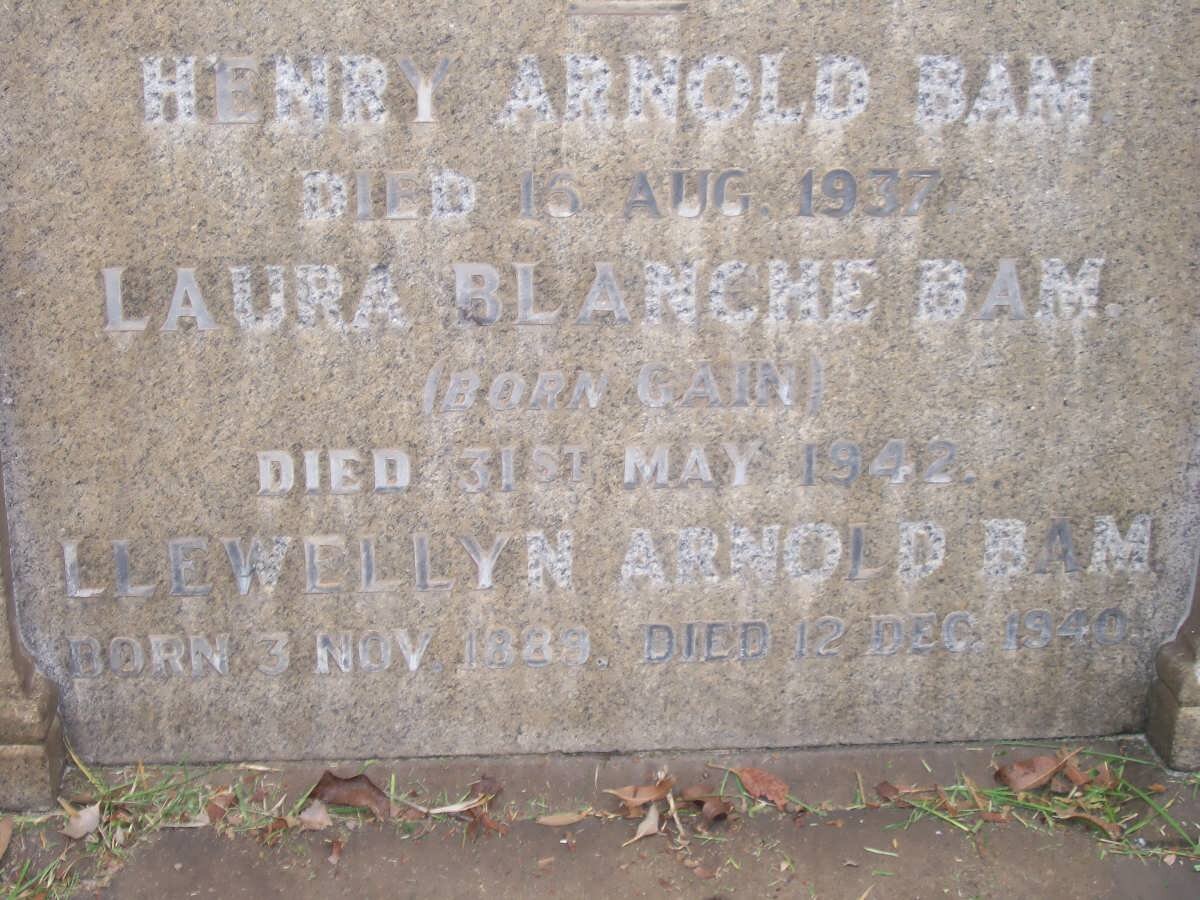 HENRY ARNOLD BAM.
DIED 16 AUG. 1937
LAURA BLANCHE BAM.
(BORN GAIN)
DIED 31ST MAY 1942.
LLEWELLYN ARNOLD BAM
BORN 3 NOV. 1889. DIED 12 DEC. 1940